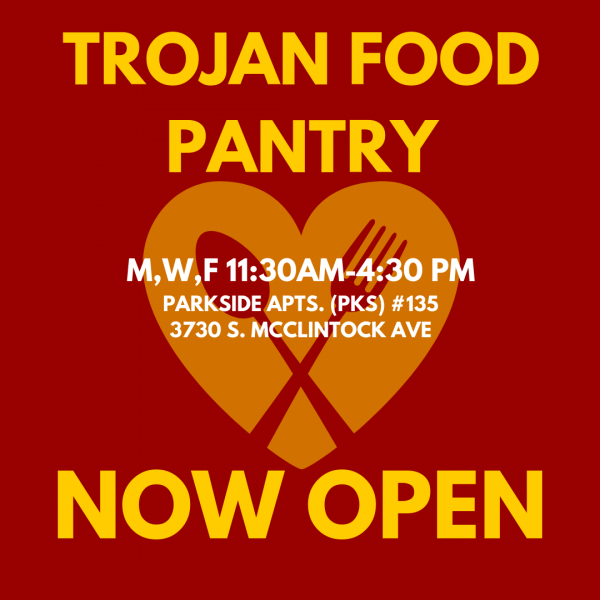 TROJAN FOOD
PANTRY
M,W,F 11:30AM-4:30 PM
PARKSIDE APTS. (PKS) #135
3730 S. MCCLINTOCK AVE
NOW OPEN